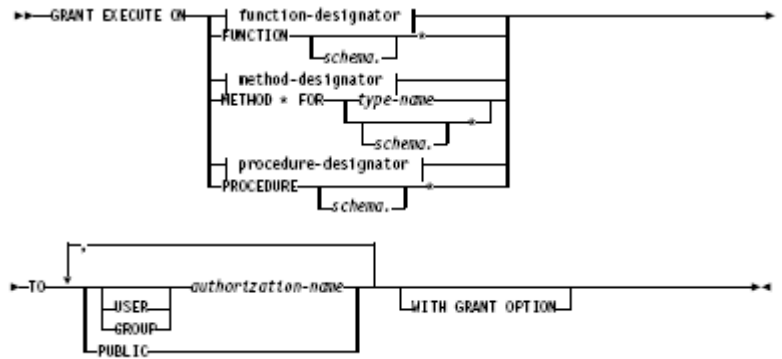 GRANT EXECUTE ON
function-designator
FUNCTION *
schema.
method-designator
METHOD * FOR type-name
*
schema.
procedure-designator
PROCEDURE *
schema.
,
TO authorization-name
USER
GROUP
PUBLIC
WITH GRANT OPTION